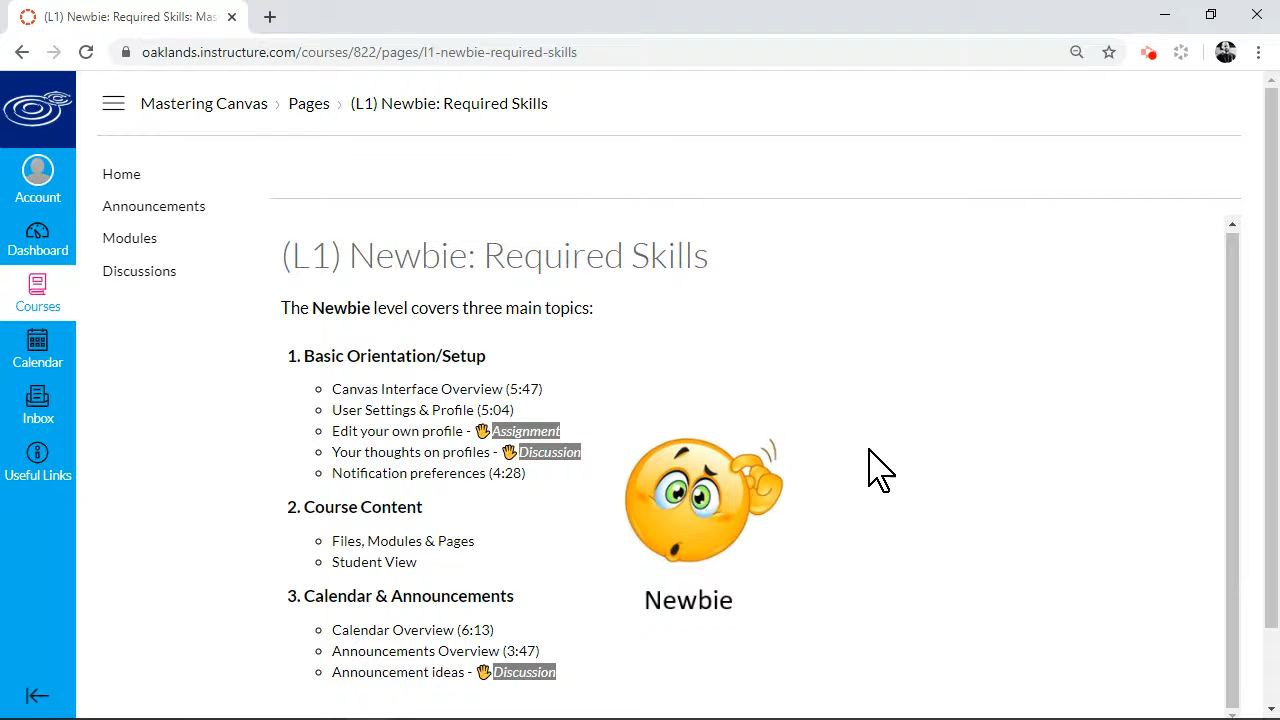 (L1) Newbie: Required Skills: Mas
oaklands.instructure.com/courses/822/pages/l1-newbie-required-skills
Mastering Canvas › Pages › (L1) Newbie: Required Skills
Account
Dashboard
Courses
Calendar
Inbox
Useful Links
Home
Announcements
Modules
Discussions
(L1) Newbie: Required Skills
The Newbie level covers three main topics:
1. Basic Orientation/Setup
Canvas Interface Overview (5:47)
User Settings & Profile (5:04)
Edit your own profile - Assignment
Your thoughts on profiles - Discussion
Notification preferences (4:28)
2. Course Content
Files, Modules & Pages
Student View
3. Calendar & Announcements
Calendar Overview (6:13)
Announcements Overview (3:47)
Announcement ideas - Discussion
Newbie